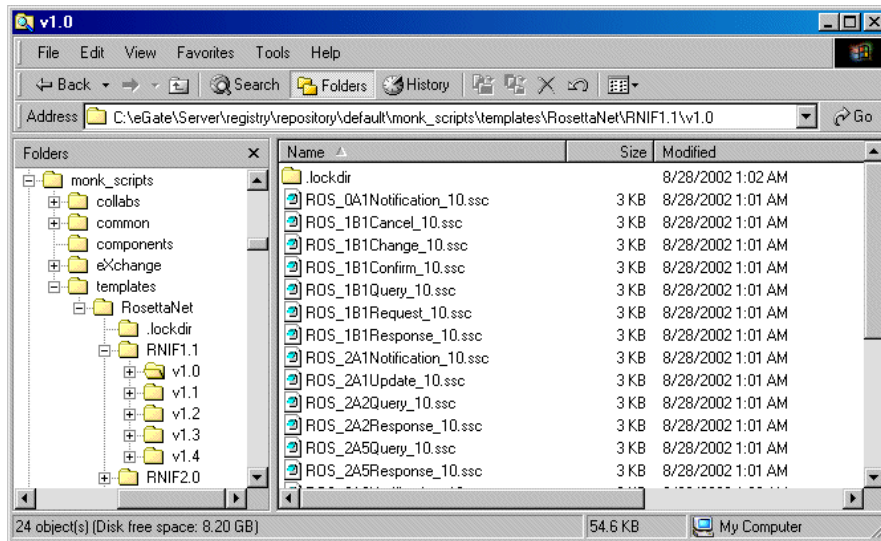 v1.0
File Edit View Favorites Tools Help
Back Search Folders History
Address C:\eGate\Server\registry\repository\default\monk_scripts\templates\RosettaNet\RNIF1.1\v1.0 Go
Folders
monk_scripts
collabs
common
components
eXchange
templates
RosettaNet
.lockdir
RNIF1.1
v1.0
v1.1
v1.2
v1.3
v1.4
RNIF2.0
Name Size Modified
.lockdir 8/28/2002 1:02 AM
ROS_0A1Notification_10.ssc 3 KB 8/28/2002 1:01 AM
ROS_1B1Cancel_10.ssc 3 KB 8/28/2002 1:01 AM
ROS_1B1Change_10.ssc 3 KB 8/28/2002 1:01 AM
ROS_1B1Confirm_10.ssc 3 KB 8/28/2002 1:01 AM
ROS_1B1Query_10.ssc 3 KB 8/28/2002 1:01 AM
ROS_1B1Request_10.ssc 3 KB 8/28/2002 1:01 AM
ROS_1B1Response_10.ssc 3 KB 8/28/2002 1:01 AM
ROS_2A1Notification_10.ssc 3 KB 8/28/2002 1:01 AM
ROS_2A1Update_10.ssc 3 KB 8/28/2002 1:01 AM
ROS_2A2Query_10.ssc 3 KB 8/28/2002 1:01 AM
ROS_2A2Response_10.ssc 3 KB 8/28/2002 1:01 AM
ROS_2A5Query_10.ssc 3 KB 8/28/2002 1:01 AM
ROS_2A5Response_10.ssc 3 KB 8/28/2002 1:01 AM
24 object(s) (Disk free space: 8.20 GB) 54.6 KB My Computer